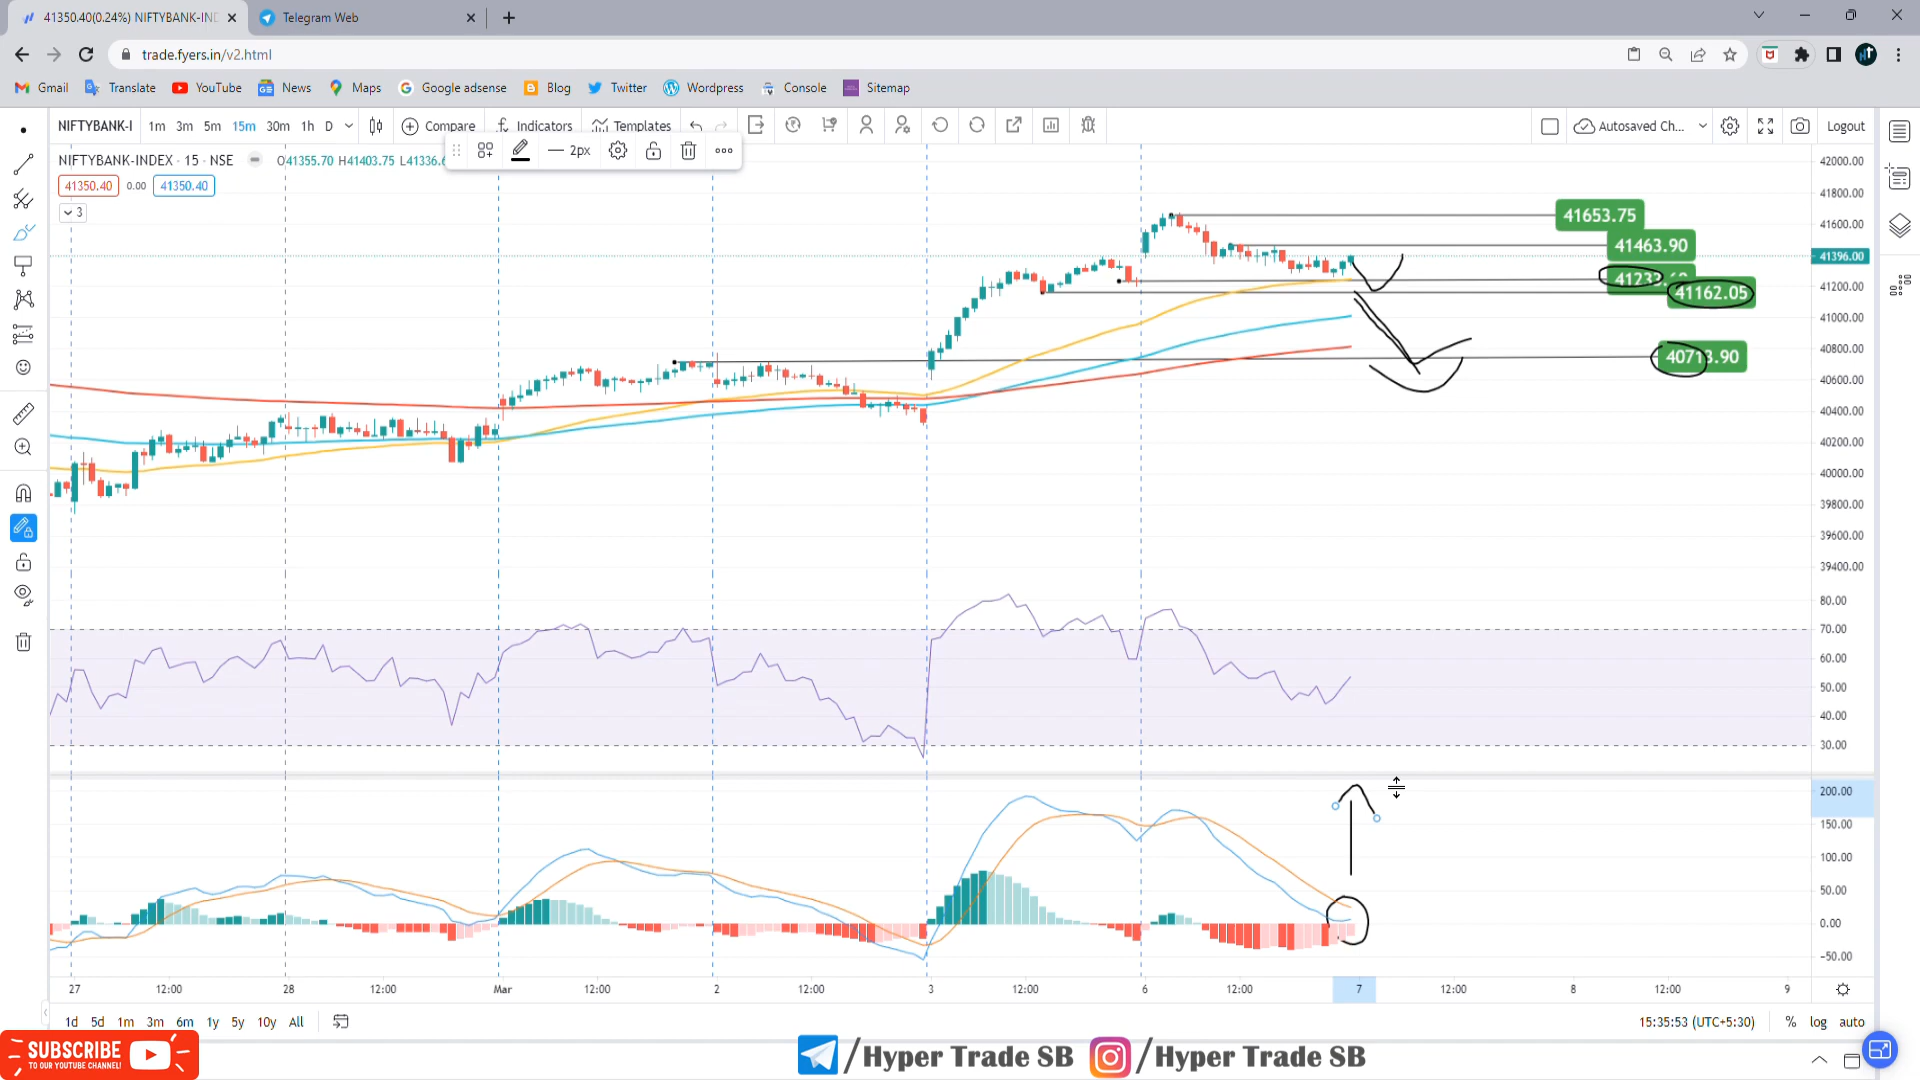 41350.40(0.24%) NIFTYBANK-IND
Telegram Web
trade.fyers.in/v2.html
Gmail Translate YouTube News Maps Google adsense Blog Twitter Wordpress Console Sitemap
NIFTYBANK-I 1m 3m 5m 15m 30m 1h D Compare Indicators Templates Autosaved Ch... Logout
NIFTYBANK-INDEX · 15 · NSE O41355.70 H41403.75 L41336.
2px
41350.40 0.00 41350.40
3
41653.75
41463.90
41162.05
40713.90
42000.00
41800.00
41600.00
41396.00
41200.00
41000.00
40800.00
40600.00
40400.00
40200.00
40000.00
39800.00
39600.00
39400.00
80.00
70.00
60.00
50.00
40.00
30.00
200.00
150.00
100.00
50.00
0.00
-50.00
27 12:00 28 12:00 Mar 12:00 2 12:00 3 12:00 6 12:00 7 12:00 8 12:00 9
1d 5d 1m 3m 6m 1y 5y 10y All
15:35:53 (UTC+5:30) % log auto
SUBSCRIBE
TO OUR YOUTUBE CHANNEL!
/Hyper Trade SB /Hyper Trade SB